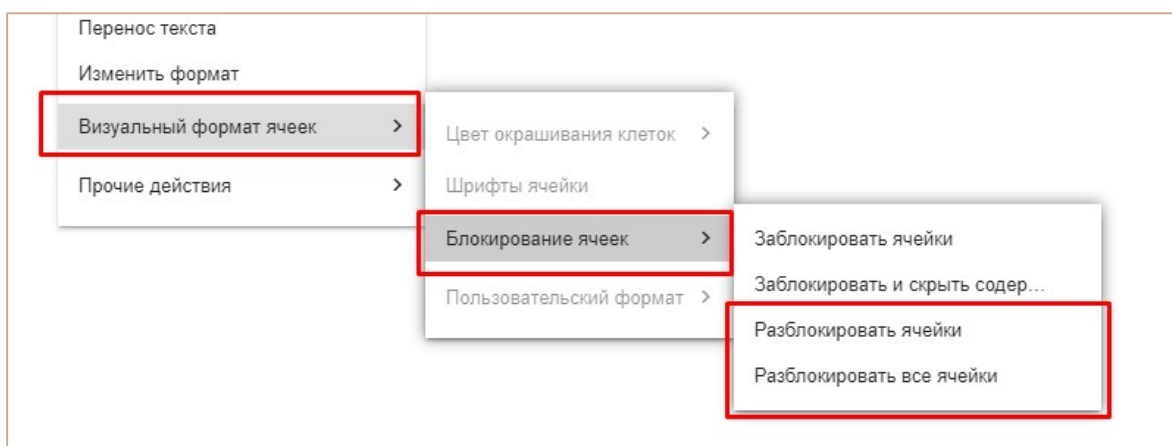 Перенос текста
Изменить формат
Визуальный формат ячеек
Прочие действия
Цвет окрашивания клеток
Шрифты ячейки
Блокирование ячеек
Пользовательский формат
Заблокировать ячейки
Заблокировать и скрыть содер...
Разблокировать ячейки
Разблокировать все ячейки